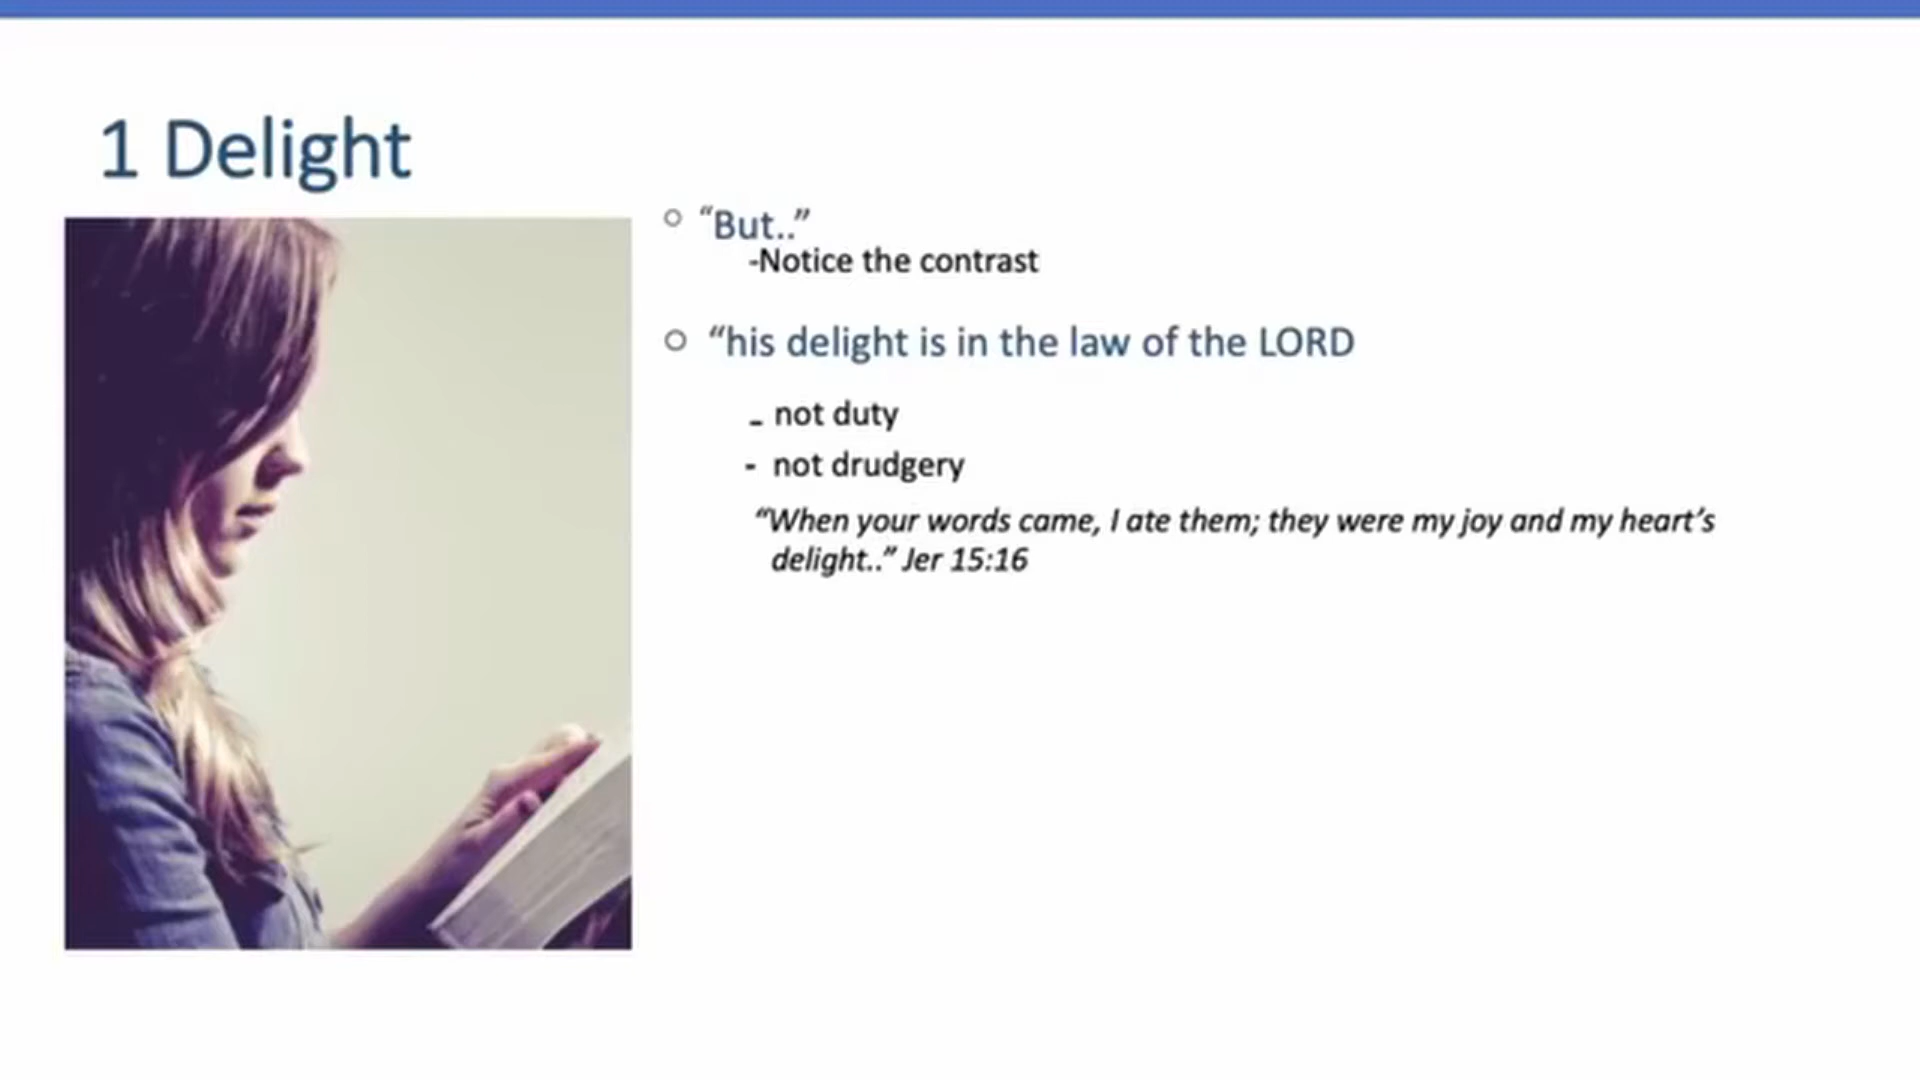 1 Delight
“But..”
-Notice the contrast
“his delight is in the law of the LORD
- not duty
- not drudgery
“When your words came, I ate them; they were my joy and my heart’s
delight..” Jer 15:16